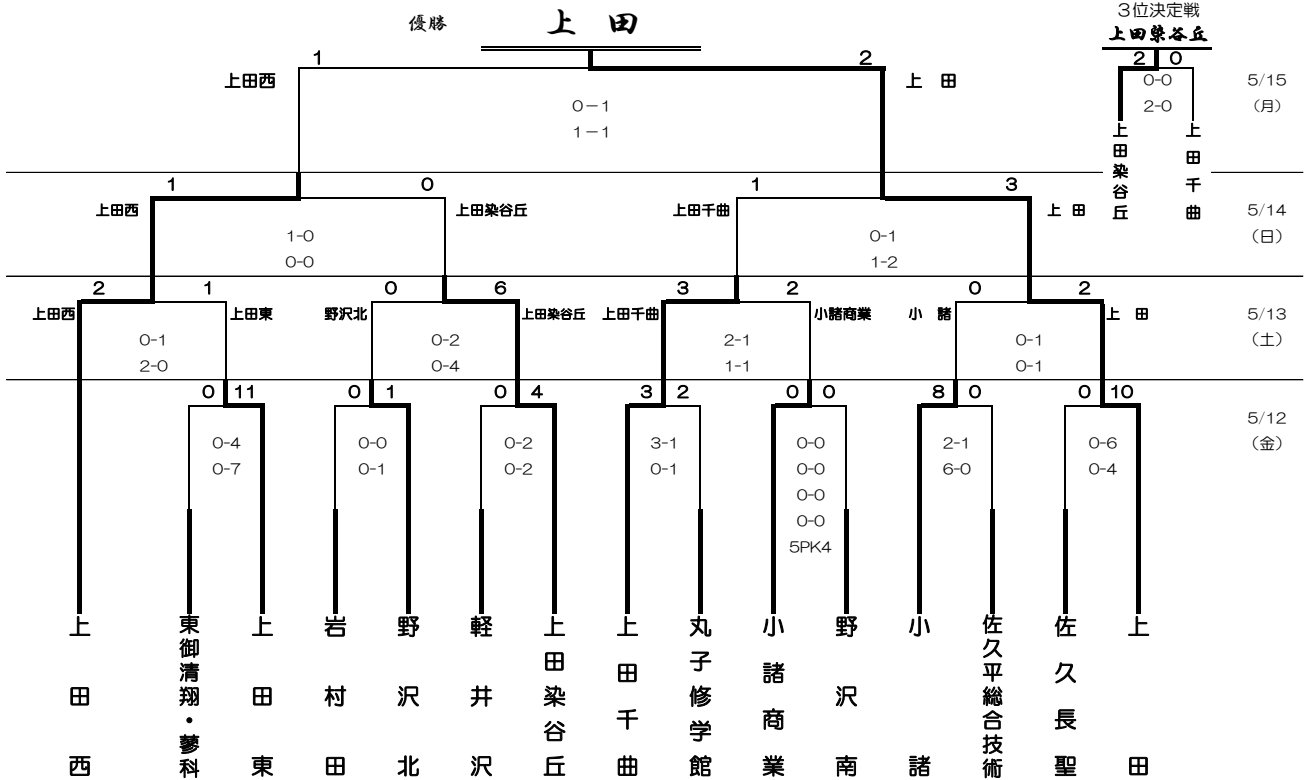 優勝 上 田
3位決定戦
上田染谷丘
1 2
2 0
上田西 上 田
0-1
1-1
0-0
2-0
上田染谷丘
上田千曲
5/15
(月)
1 0 1 3
上田西 上田染谷丘 上田千曲 上 田
1-0
0-0
0-1
1-2
5/14
(日)
2 1 0 6 3 2 0 2
上田西 上田東 野沢北 上田染谷丘 上田千曲 小諸商業 小 諸 上 田
0-1
2-0
0-2
0-4
2-1
1-1
0-1
0-1
5/13
(土)
0 11 0 1 0 4 3 2 0 0 8 0 0 10
0-4
0-7
0-0
0-1
0-2
0-2
3-1
0-1
0-0
0-0
0-0
0-0
5PK4
2-1
6-0
0-6
0-4
5/12
(金)
上田西
東御清翔・蓼科
上田東
岩村田
野沢北
軽井沢
上田染谷丘
上田千曲
丸子修学館
小諸商業
野沢南
小諸
佐久平総合技術
佐久長聖
上田